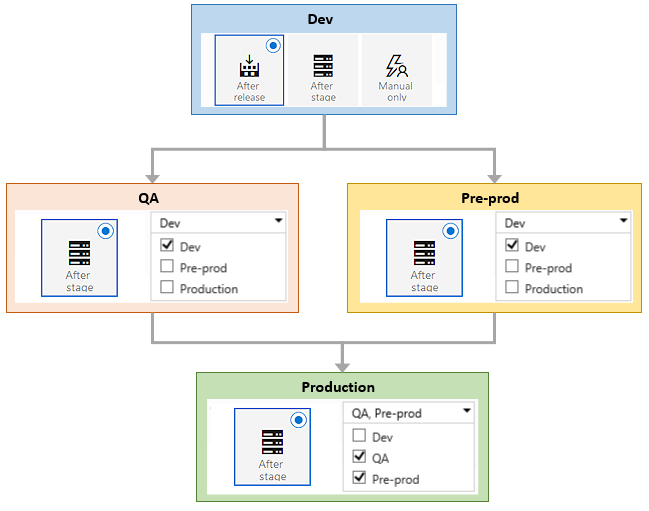 Dev
After
release
After
stage
Manual
only
QA
After
stage
Dev
Dev
Pre-prod
Production
Pre-prod
After
stage
Dev
Dev
Pre-prod
Production
Production
After
stage
QA, Pre-prod
Dev
QA
Pre-prod